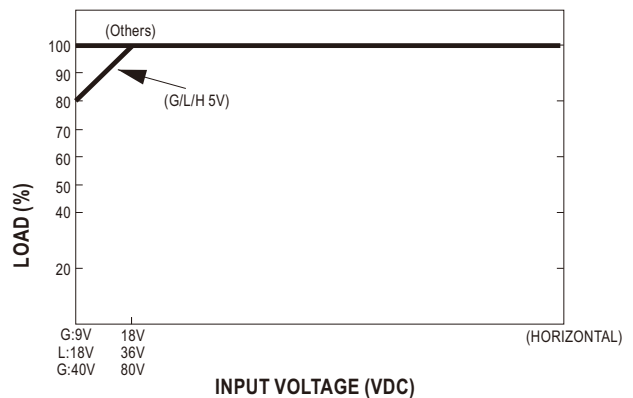 (Others)
100
90
(G/L/H 5V)
80
70
60
50
40
20
LOAD (%)
G:9V 18V (HORIZONTAL)
L:18V 36V
G:40V 80V
INPUT VOLTAGE (VDC)